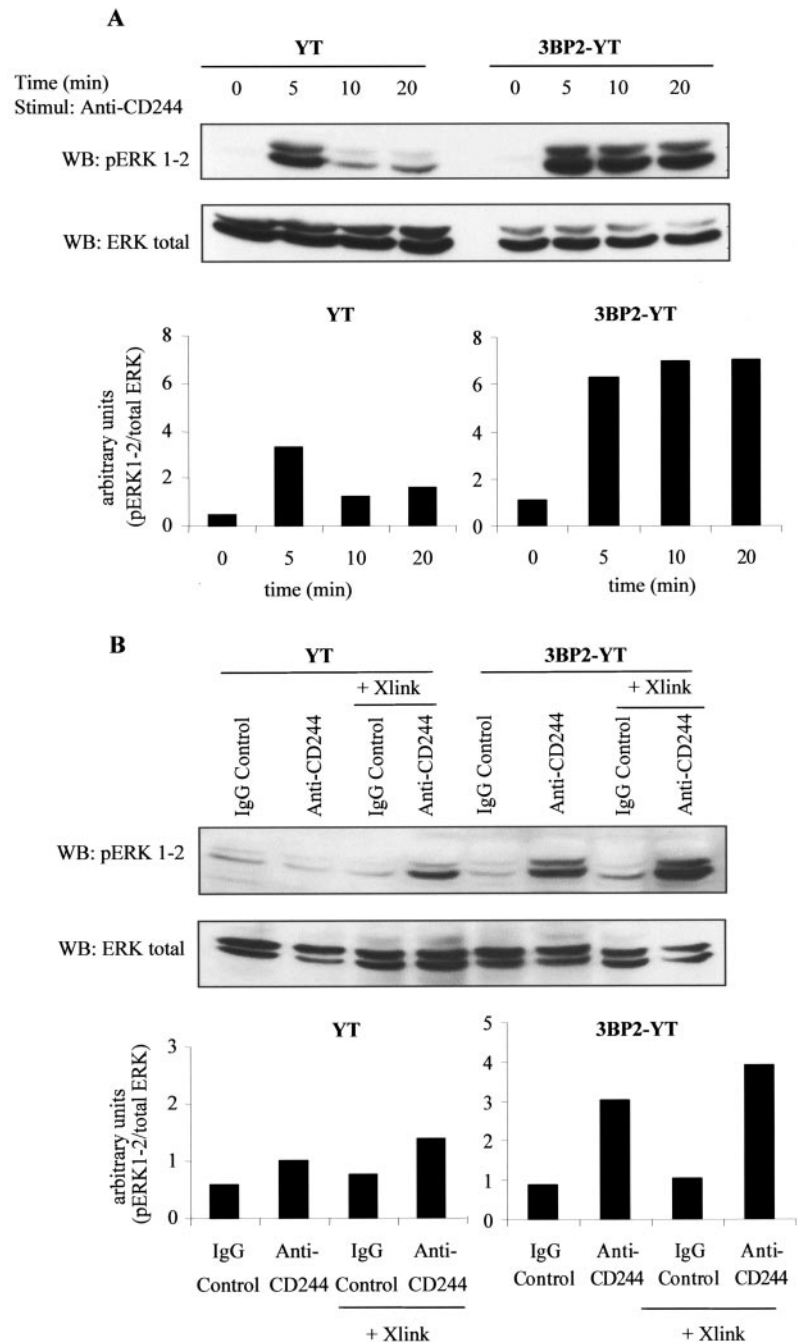 A
YT 3BP2-YT
Time (min) 0 5 10 20 0 5 10 20
Stimul: Anti-CD244
WB: pERK 1-2
WB: ERK total
YT 3BP2-YT
arbitrary units
(pERK1-2/total ERK)
8 8
6 6
4 4
2 2
0 0
0 5 10 20 0 5 10 20
time (min) time (min)
B
YT 3BP2-YT
+ Xlink + Xlink
IgG Control Anti-CD244 IgG Control Anti-CD244 IgG Control Anti-CD244 IgG Control Anti-CD244
WB: pERK 1-2
WB: ERK total
YT 3BP2-YT
arbitrary units
(pERK1-2/total ERK)
3 5
4
2 3
1 2
1
0 0
IgG Anti- IgG Anti- IgG Anti- IgG Anti-
Control CD244 Control CD244 Control CD244 Control CD244
+ Xlink + Xlink